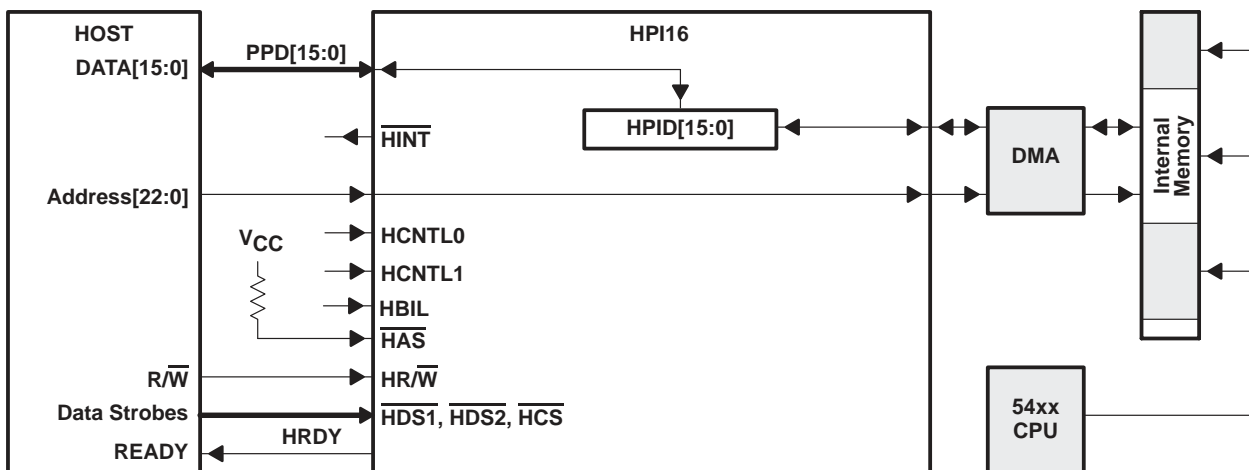 HOST
HPI16
PPD[15:0]
DATA[15:0]
HPID[15:0]
HINT
DMA
Internal
Memory
Address[22:0]
VCC
HCNTL0
HCNTL1
HBIL
HAS
R/W
HR/W
Data Strobes
HDS1, HDS2, HCS
54xx
CPU
HRDY
READY